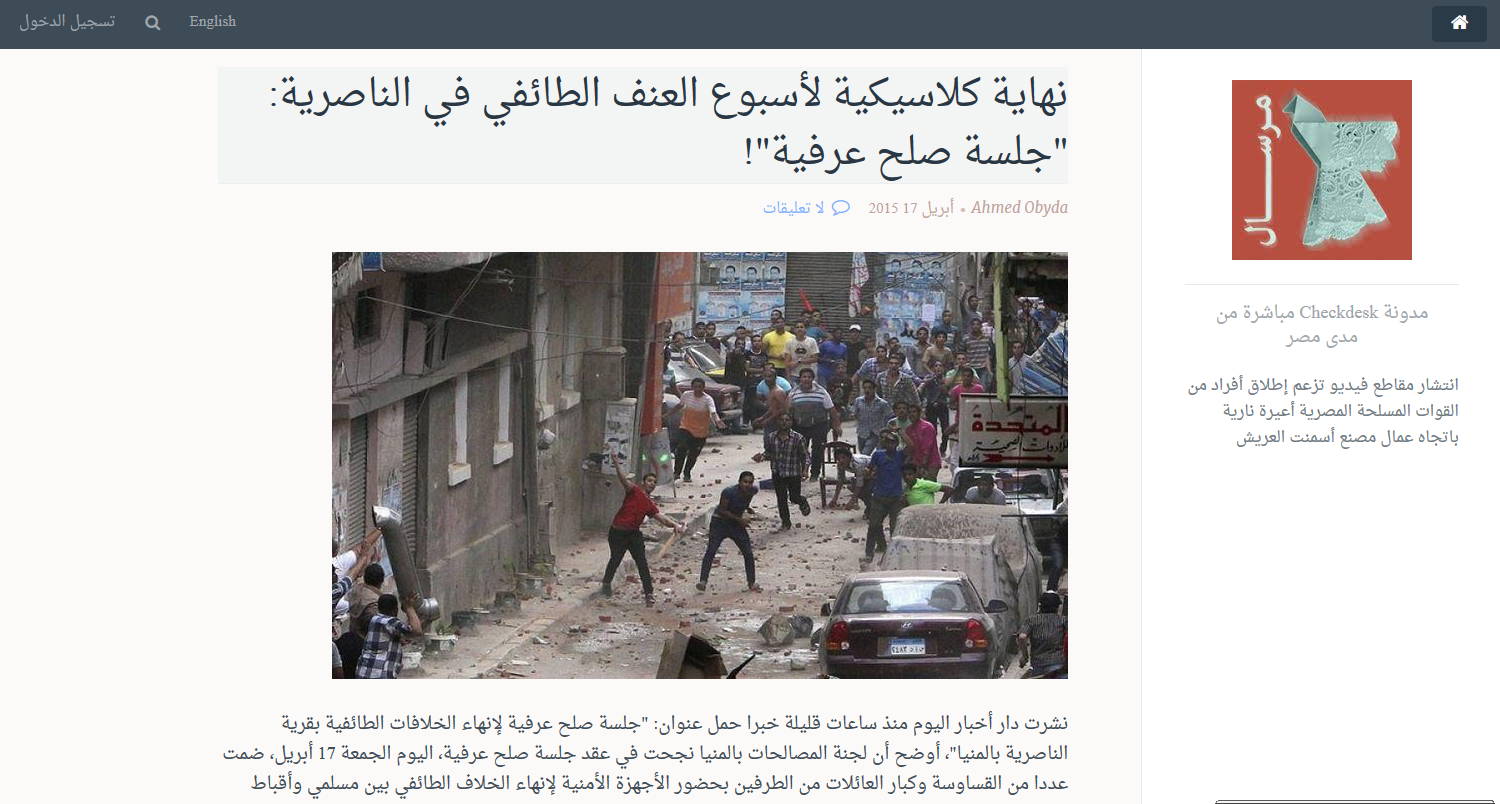 تسجيل الدخول
English
نهاية كلاسيكية لأسبوع العنف الطائفي في الناصرية:
"جلسة صلح عرفية"!
Ahmed Obyda • أبريل 17 2015 لا تعليقات
المتحدة
للأدوات الصحية
نشرت دار أخبار اليوم منذ ساعات قليلة خبرا حمل عنوان: "جلسة صلح عرفية لإنهاء الخلافات الطائفية بقرية
الناصرية بالمنيا"، أوضح أن لجنة المصالحات بالمنيا نجحت في عقد جلسة صلح عرفية، اليوم الجمعة 17 أبريل، ضمت
عددا من القساوسة وكبار العائلات من الطرفين بحضور الأجهزة الأمنية لإنهاء الخلاف الطائفي بين مسلمي وأقباط
مرســـال
مدونة Checkdesk مباشرة من
مدى مصر
انتشار مقاطع فيديو تزعم إطلاق أفراد من
القوات المسلحة المصرية أعيرة نارية
باتجاه عمال مصنع أسمنت العريش